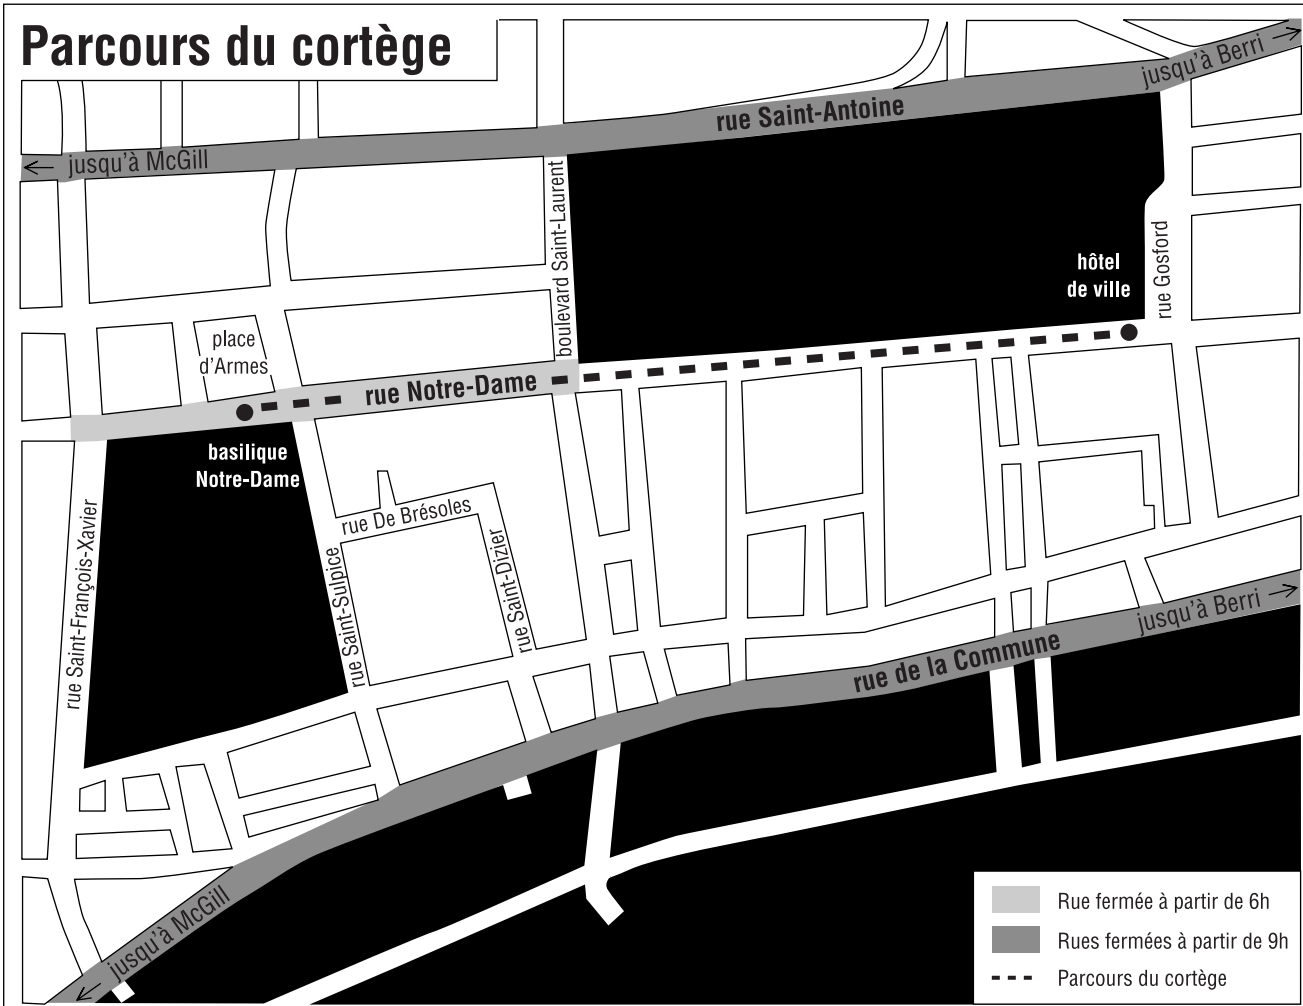 Parcours du cortège
jusqu'à Berri
rue Saint-Antoine
jusqu'à McGill
boulevard Saint-Laurent
rue Gosford
hôtel
de ville
place
d'Armes
rue Notre-Dame
basilique
Notre-Dame
rue De Brésoles
rue Saint-François-Xavier
rue Saint-Sulpice
rue Saint-Dizier
jusqu'à Berri
rue de la Commune
jusqu'à McGill
Rue fermée à partir de 6h
Rues fermées à partir de 9h
Parcours du cortège